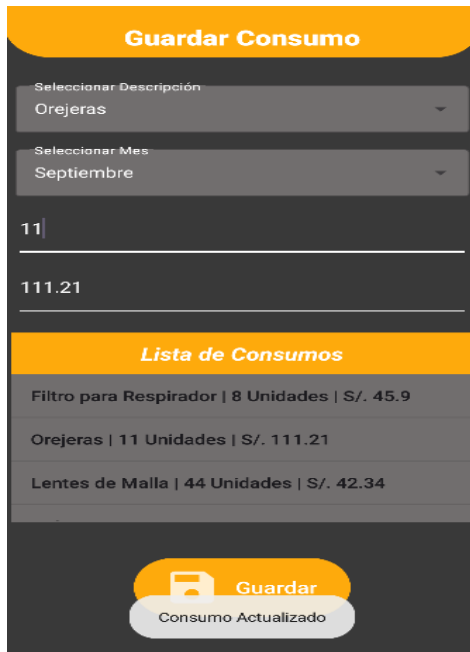 Guardar Consumo
Seleccionar Descripción
Orejeras
Seleccionar Mes
Septiembre
11
111.21
Lista de Consumos
Filtro para Respirador | 8 Unidades | S/. 45.9
Orejeras | 11 Unidades | S/. 111.21
Lentes de Malla | 44 Unidades | S/. 42.34
Guardar
Consumo Actualizado